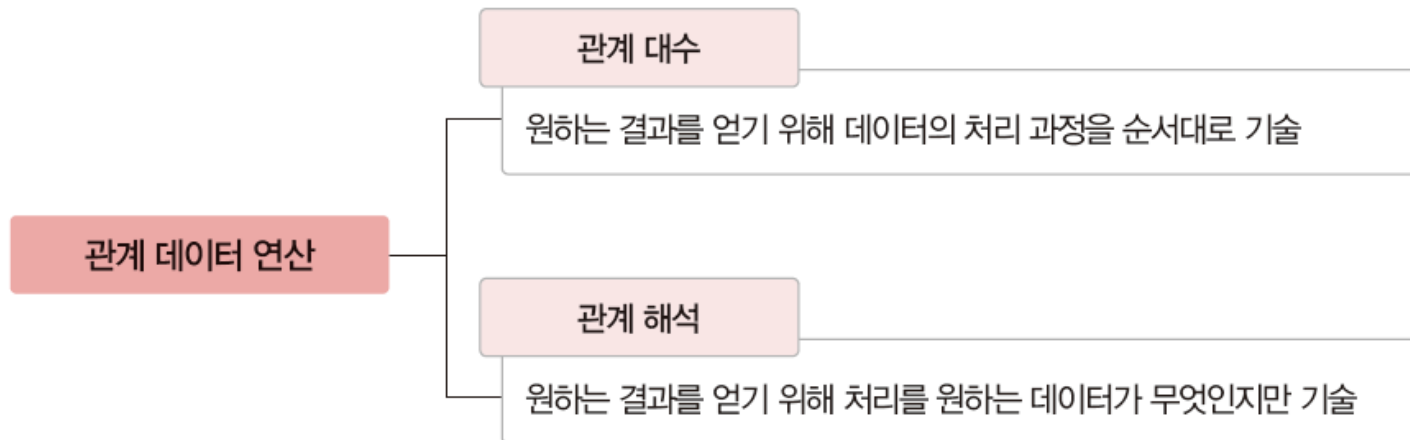 관계 대수
원하는 결과를 얻기 위해 데이터의 처리 과정을 순서대로 기술
관계 데이터 연산
관계 해석
원하는 결과를 얻기 위해 처리를 원하는 데이터가 무엇인지만 기술